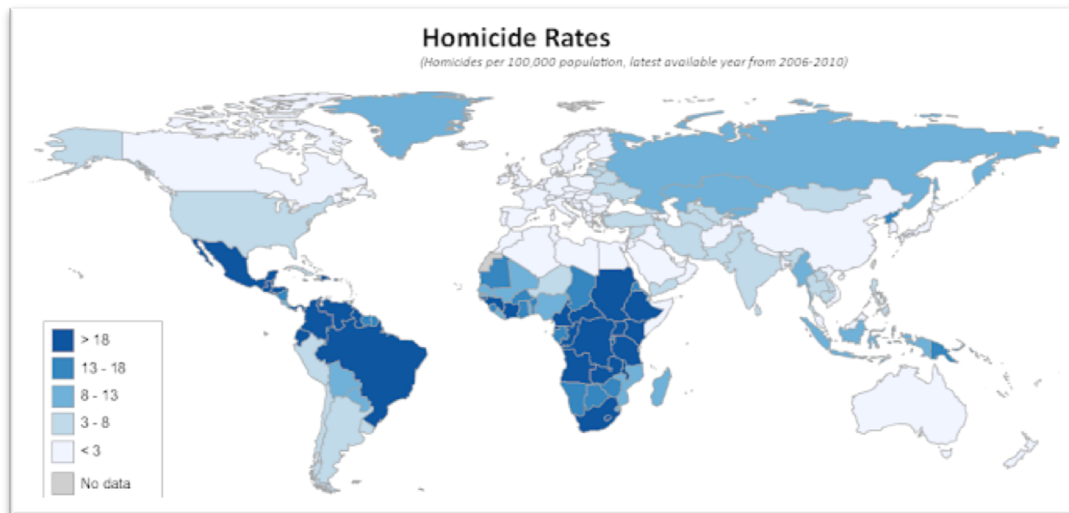 Homicide Rates
(Homicides per 100,000 population, latest available year from 2006-2010)
> 18
13 - 18
8 - 13
3 - 8
< 3
No data